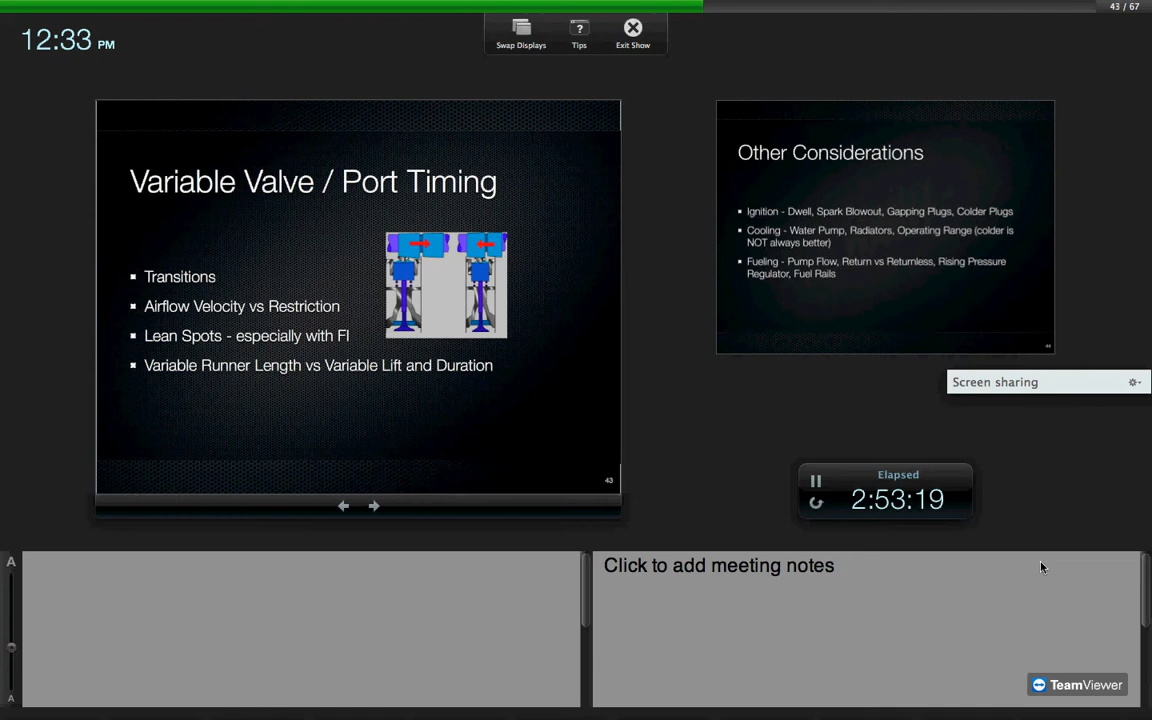 43 / 67
12:33 PM
Swap Displays
?
Tips
Exit Show
Variable Valve / Port Timing
Transitions
Airflow Velocity vs Restriction
Lean Spots - especially with FI
Variable Runner Length vs Variable Lift and Duration
43
Other Considerations
Ignition - Dwell, Spark Blowout, Gapping Plugs, Colder Plugs
Cooling - Water Pump, Radiators, Operating Range (colder is
NOT always better)
Fueling - Pump Flow, Return vs Returnless, Rising Pressure
Regulator, Fuel Rails
44
Screen sharing
Elapsed
2:53:19
A
A
Click to add meeting notes
TeamViewer